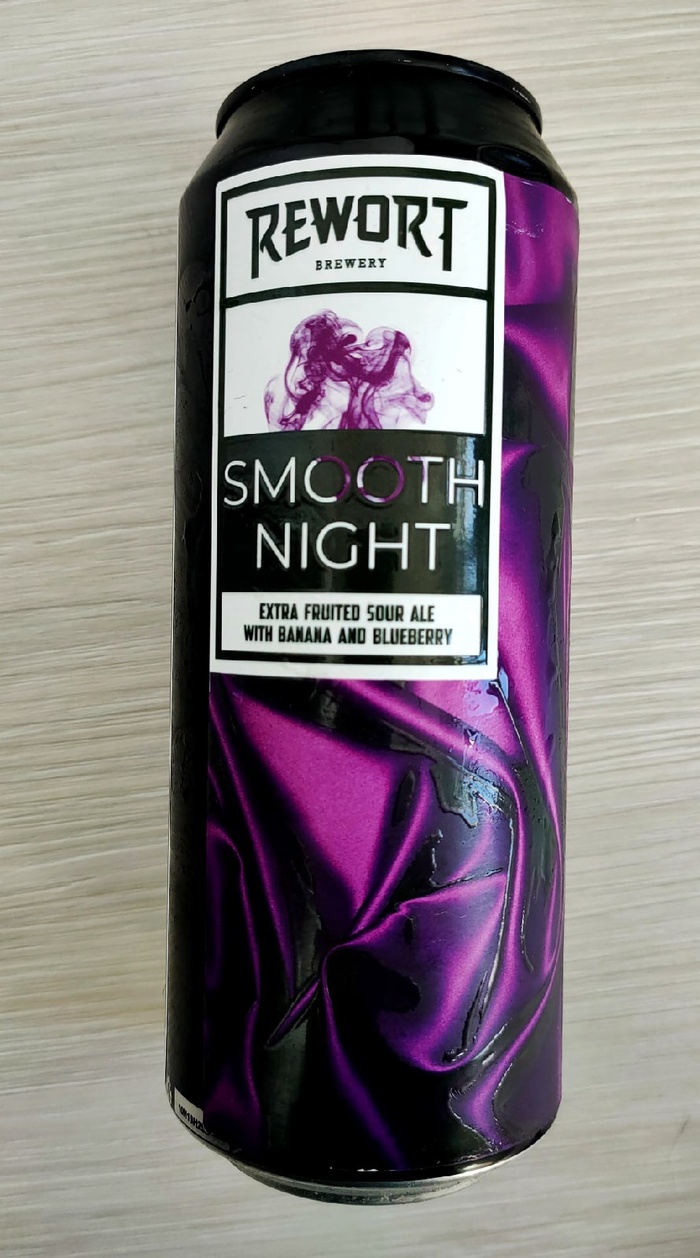 REWORT
BREWERY
SMOOTH
NIGHT
EXTRA FRUITED SOUR ALE
WITH BANANA AND BLUEBERRY